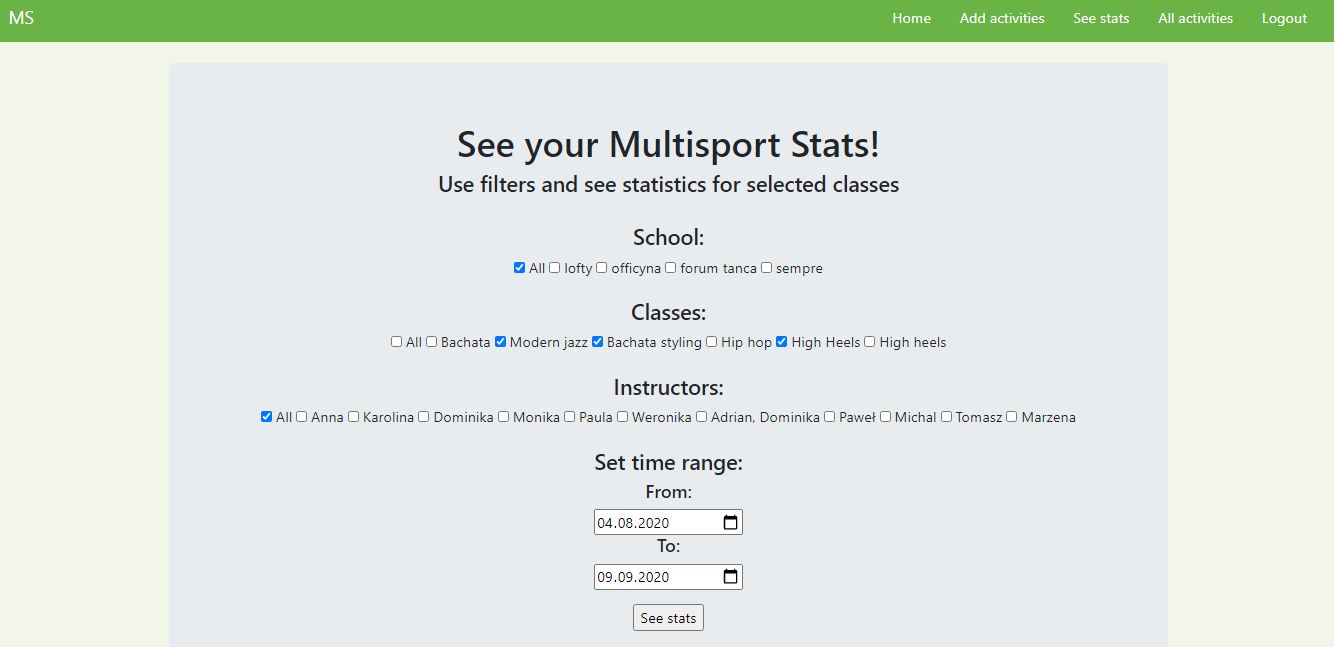 MS Home Add activities See stats All activities Logout
See your Multisport Stats!
Use filters and see statistics for selected classes
School:
All lofty officyna forum tanca sempre
Classes:
All Bachata Modern jazz Bachata styling Hip hop High Heels High heels
Instructors:
All Anna Karolina Dominika Monika Paula Weronika Adrian, Dominika Paweł Michal Tomasz Marzena
Set time range:
From:
04.08.2020
To:
09.09.2020
See stats